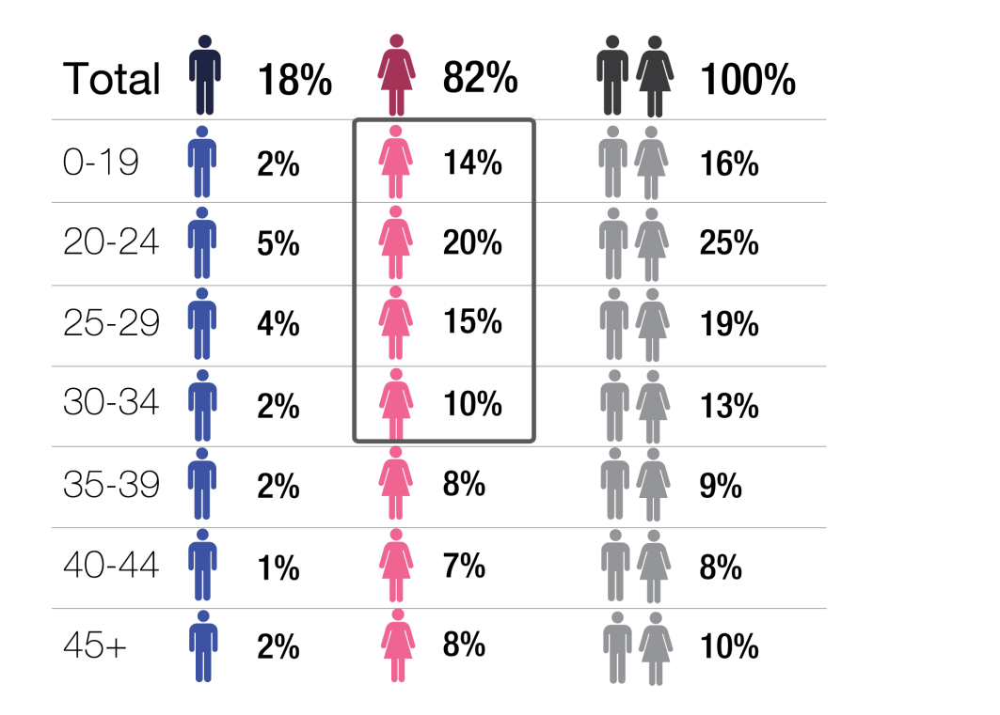 Total 18% 82% 100%
0-19 2% 14% 16%
20-24 5% 20% 25%
25-29 4% 15% 19%
30-34 2% 10% 13%
35-39 2% 8% 9%
40-44 1% 7% 8%
45+ 2% 8% 10%